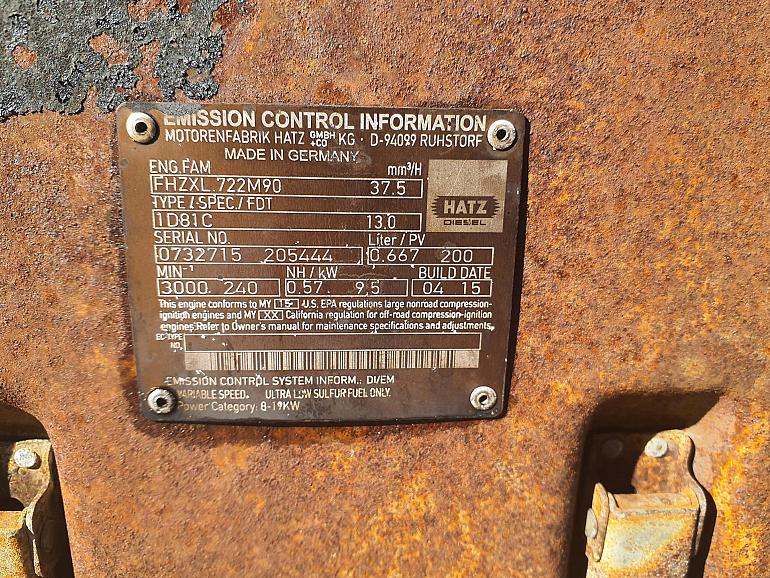 EMISSION CONTROL INFORMATION
MOTORENFABRIK HATZ GMBH +CO KG · D-94099 RUHSTORF
MADE IN GERMANY
ENG.FAM mm³/H
FHZXL.722M90 37.5
TYPE / SPEC./FDT
1D81C 13.0
HATZ
DIESEL
SERIAL NO. Liter / PV
0732715 205444 0.667 200
MIN-¹ NH / kW BUILD DATE
3000 240 0.57 9,5 04 15
This engine conforms to MY 15 U.S. EPA regulations large nonroad compression-
ignition engines and MY XX California regulation for off-road compression-ignition
engines. Refer to Owner's manual for maintenance specifications and adjustments.
EC-TYPE
NO.
EMISSION CONTROL SYSTEM INFORM.: DI/EM
VARIABLE SPEED. ULTRA LOW SULFUR FUEL ONLY.
Power Category: 8-19KW